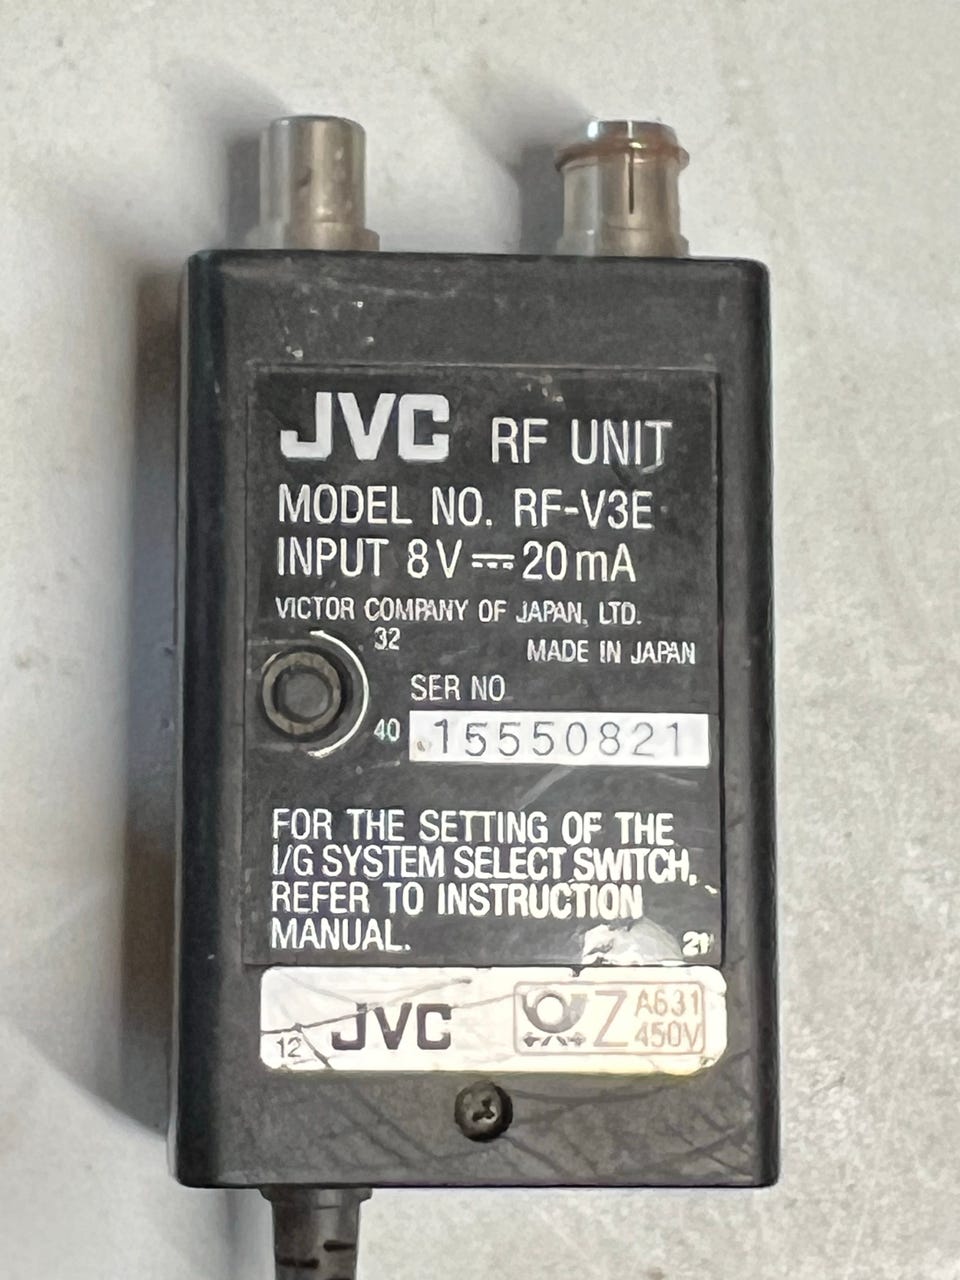 JVC RF UNIT
MODEL NO. RF-V3E
INPUT 8V ⎓ 20mA
VICTOR COMPANY OF JAPAN, LTD.
32
MADE IN JAPAN
SER NO
40
15550821
FOR THE SETTING OF THE
I/G SYSTEM SELECT SWITCH,
REFER TO INSTRUCTION
MANUAL.
21
JVC
12
Z
A631
450V